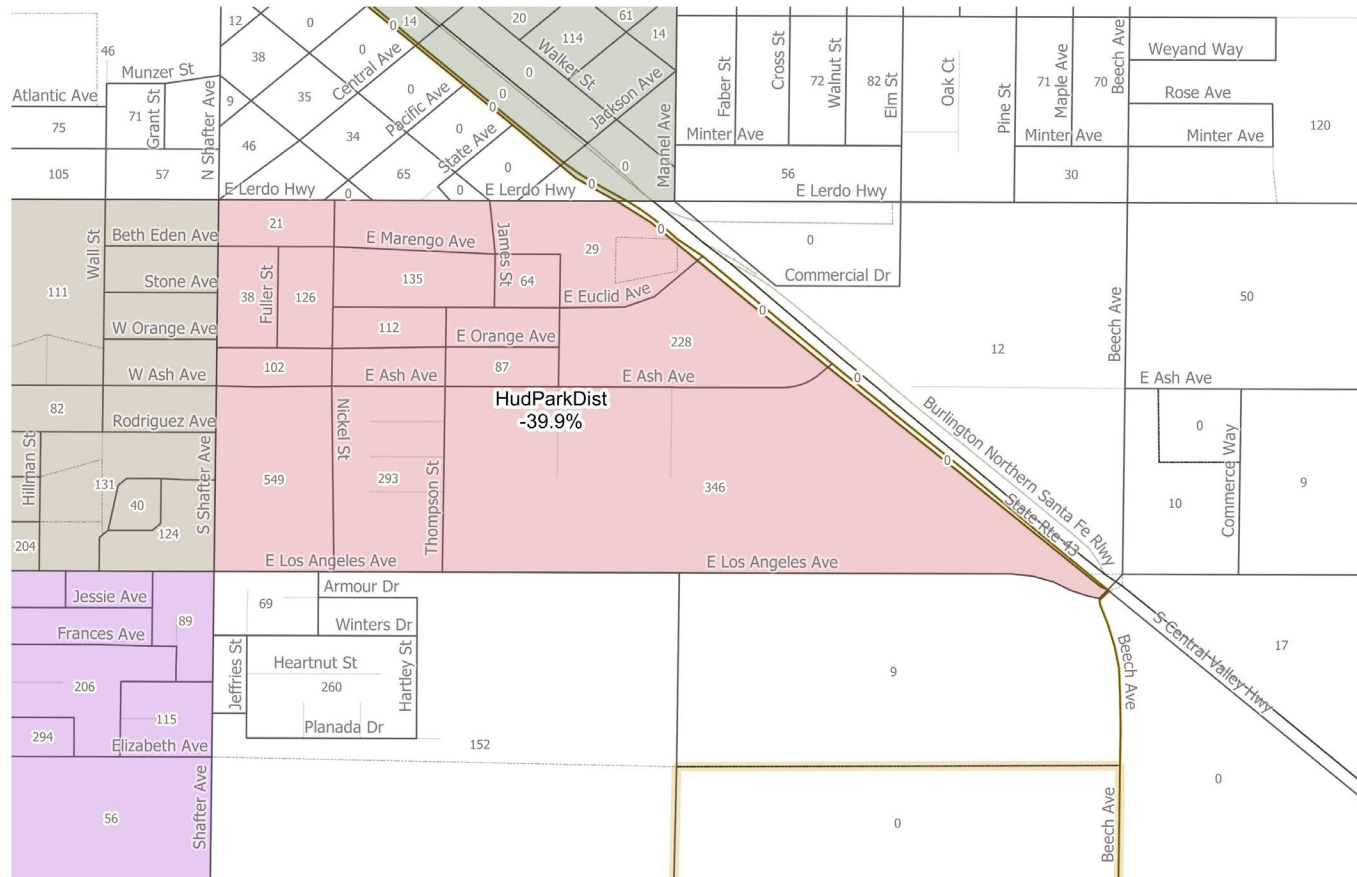 12
0
0
14
20
61
46
38
0
Central Ave
114
14
Walker St
Weyand Way
Munzer St
Faber St
Cross St
72
Walnut St
82
Elm St
Oak Ct
Pine St
71
Maple Ave
70
Beech Ave
Atlantic Ave
71
Grant St
N Shafter Ave
9
35
0
Pacific Ave
0
0
0
Jackson Ave
Mannel Ave
Rose Ave
75
46
34
0
State Ave
Minter Ave
Minter Ave
Minter Ave
120
105
57
65
0
0
0
0
56
30
E Lerdo Hwy
0
E Lerdo Hwy
E Lerdo Hwy
21
Beth Eden Ave
E Marengo Ave
James St
29
0
0
Wall St
Stone Ave
135
64
Commercial Dr
111
38
Fuller St
126
E Euclid Ave
50
W Orange Ave
112
E Orange Ave
228
0
12
Beech Ave
W Ash Ave
102
E Ash Ave
87
E Ash Ave
0
E Ash Ave
HudParkDist
-39.9%
82
Rodriguez Ave
Nickel St
Burlington Northern Santa Fe Rlwy
0
Commerce Way
Hillman St
131
S Shafter Ave
549
293
Thompson St
346
0
9
40
State Rte 43
10
204
124
E Los Angeles Ave
E Los Angeles Ave
Jessie Ave
69
Armour Dr
89
Winters Dr
S Central Valley Hwy
Frances Ave
Jeffries St
Heartnut St
Hartley St
9
Beech Ave
17
206
260
115
Planada Dr
294
Elizabeth Ave
152
0
Shafter Ave
56
0
Beech Ave